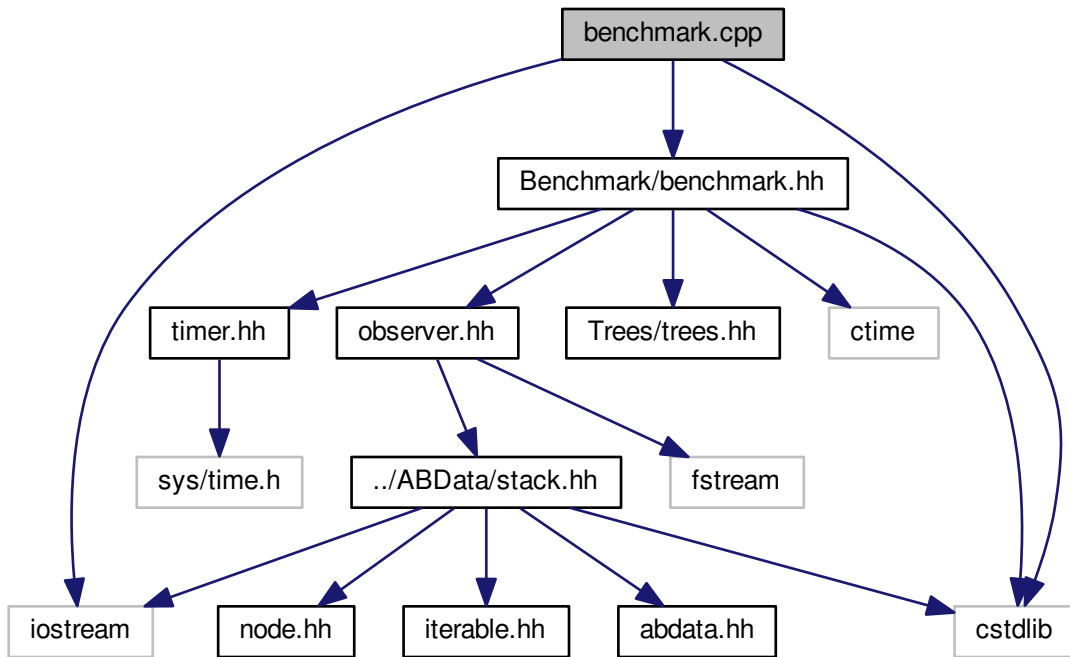 benchmark.cpp
Benchmark/benchmark.hh
timer.hh
observer.hh
Trees/trees.hh
ctime
sys/time.h
../ABData/stack.hh
fstream
iostream
node.hh
iterable.hh
abdata.hh
cstdlib